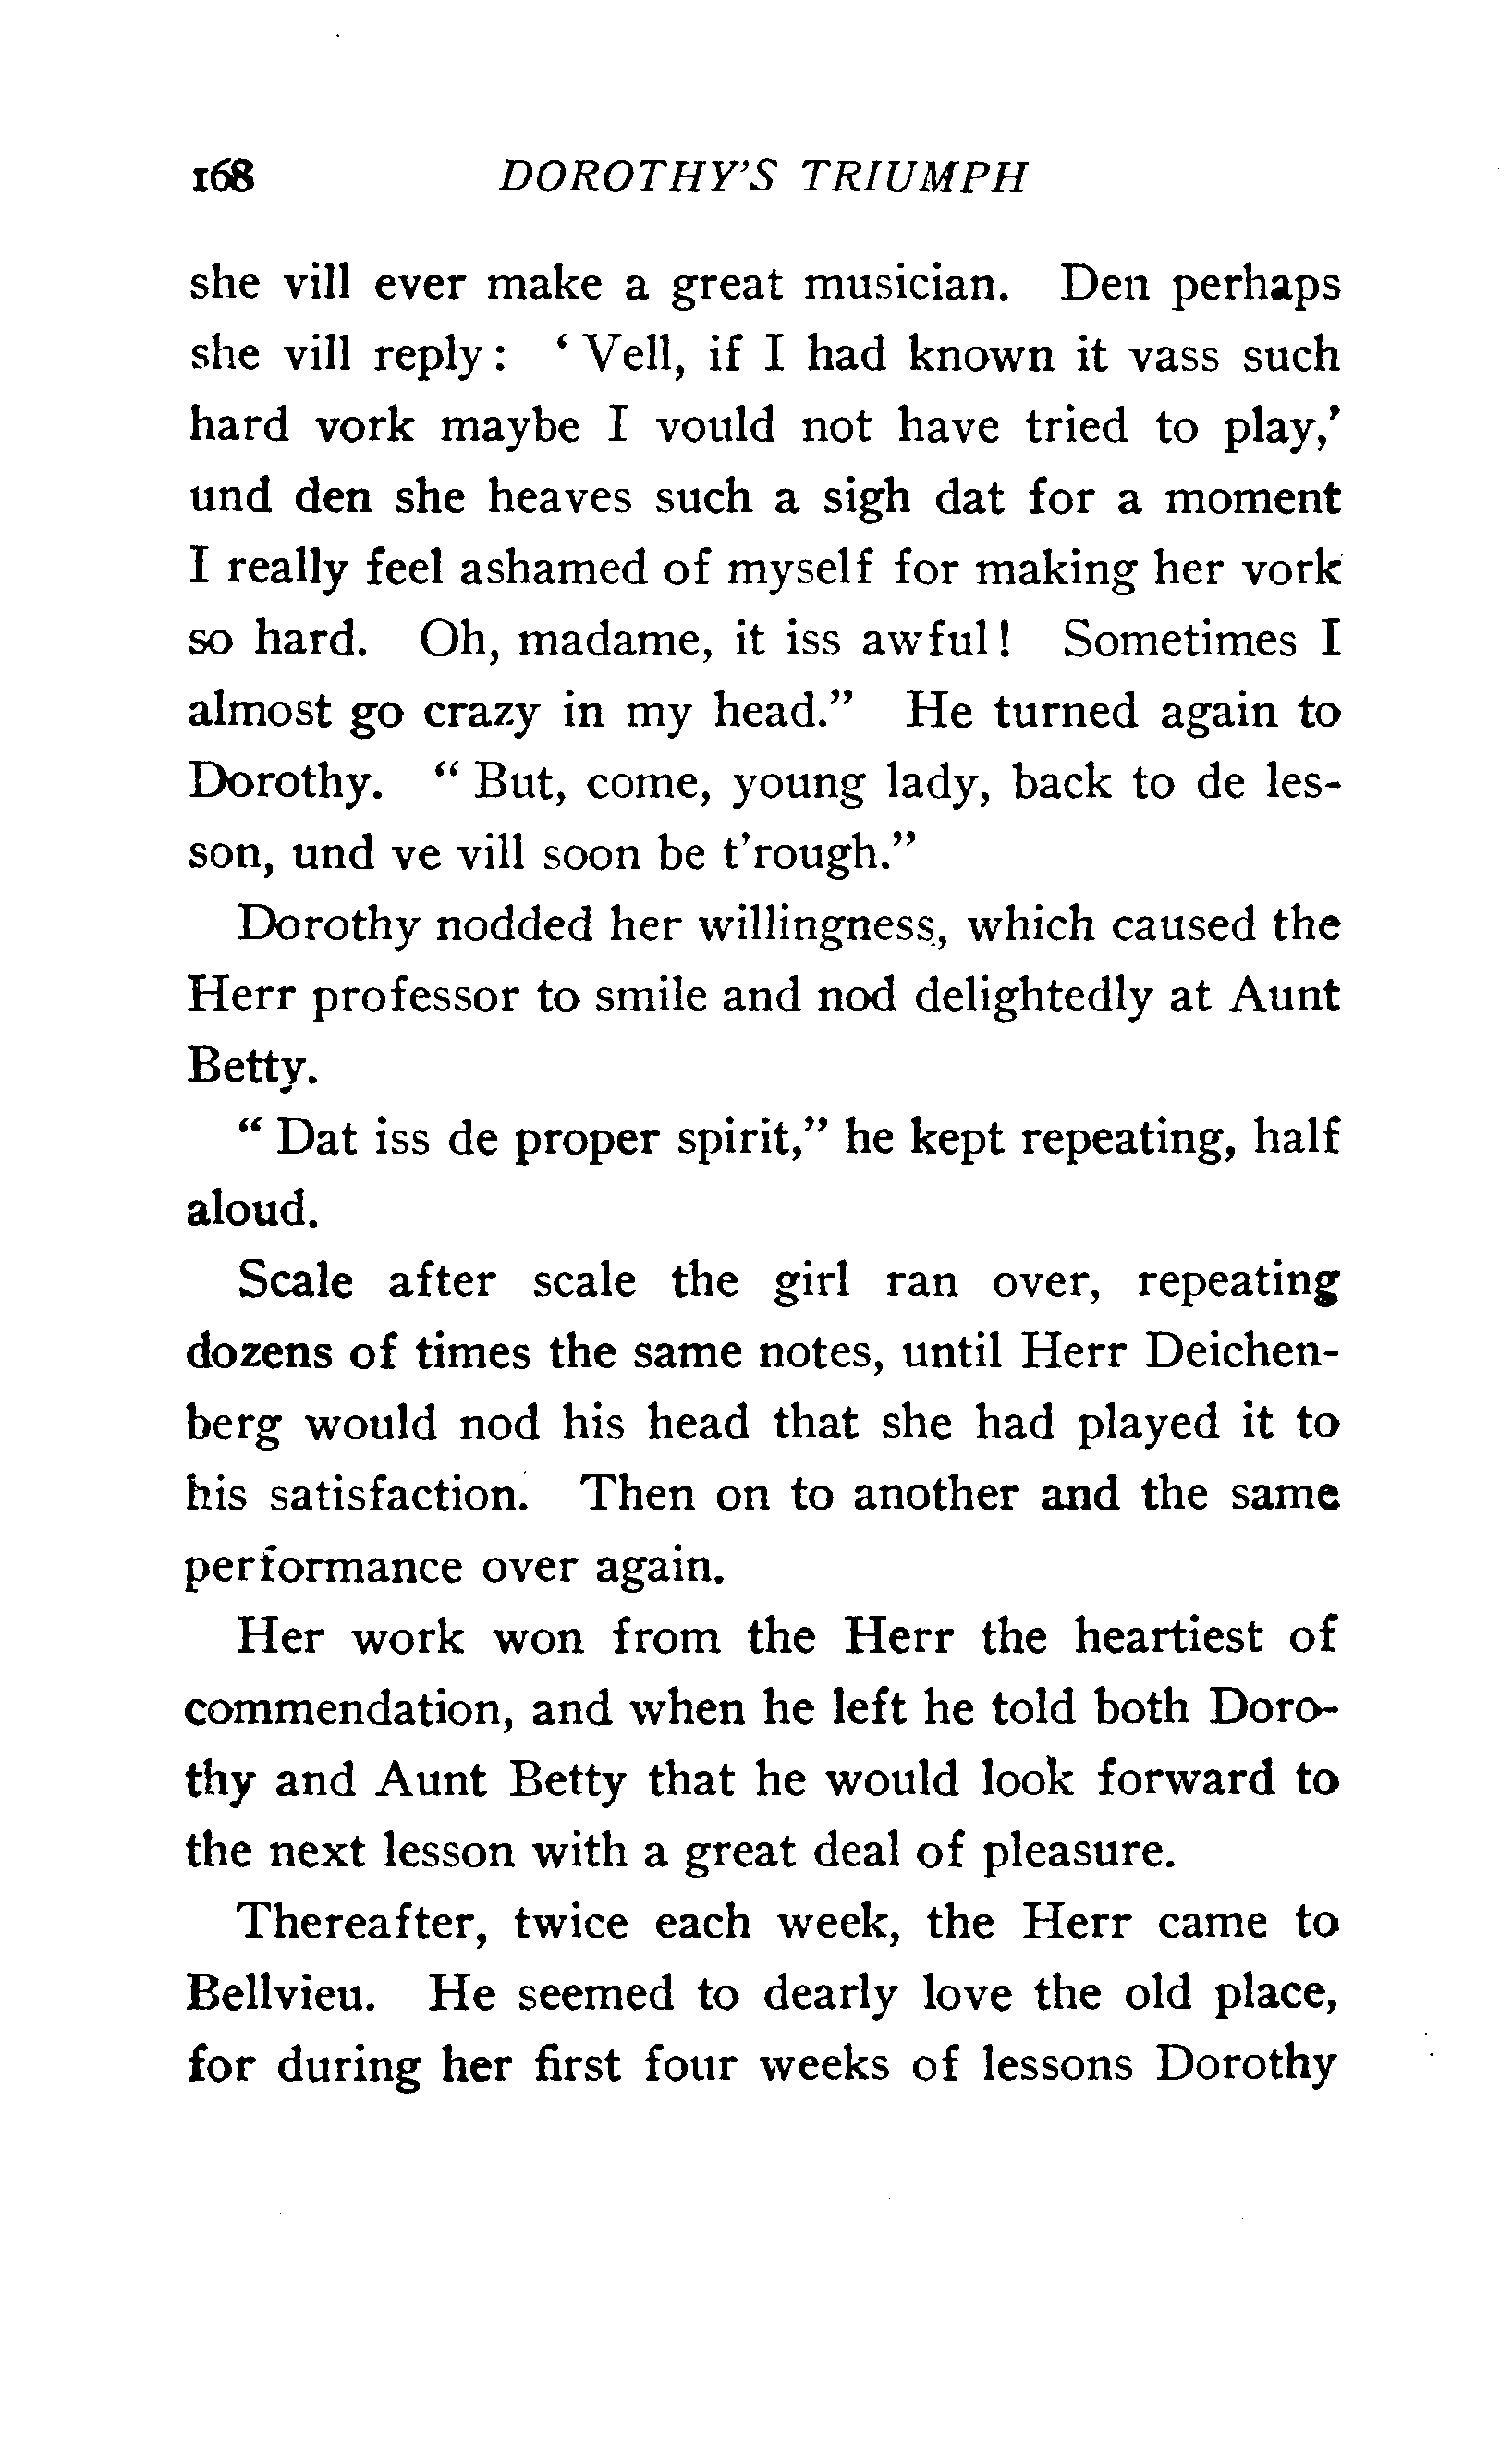 168 DOROTHY'S TRIUMPH
she vill ever make a great musician. Den perhaps
she vill reply: ‘Vell, if I had known it vass such
hard vork maybe I vould not have tried to play,’
und den she heaves such a sigh dat for a moment
I really feel ashamed of myself for making her vork
so hard. Oh, madame, it iss awful! Sometimes I
almost go crazy in my head.” He turned again to
Dorothy. “But, come, young lady, back to de les-
son, und ve vill soon be t'rough.”
Dorothy nodded her willingness, which caused the
Herr professor to smile and nod delightedly at Aunt
Betty.
“Dat iss de proper spirit,” he kept repeating, half
aloud.
Scale after scale the girl ran over, repeating
dozens of times the same notes, until Herr Deichen-
berg would nod his head that she had played it to
his satisfaction. Then on to another and the same
performance over again.
Her work won from the Herr the heartiest of
commendation, and when he left he told both Doro-
thy and Aunt Betty that he would look forward to
the next lesson with a great deal of pleasure.
Thereafter, twice each week, the Herr came to
Bellvieu. He seemed to dearly love the old place,
for during her first four weeks of lessons Dorothy